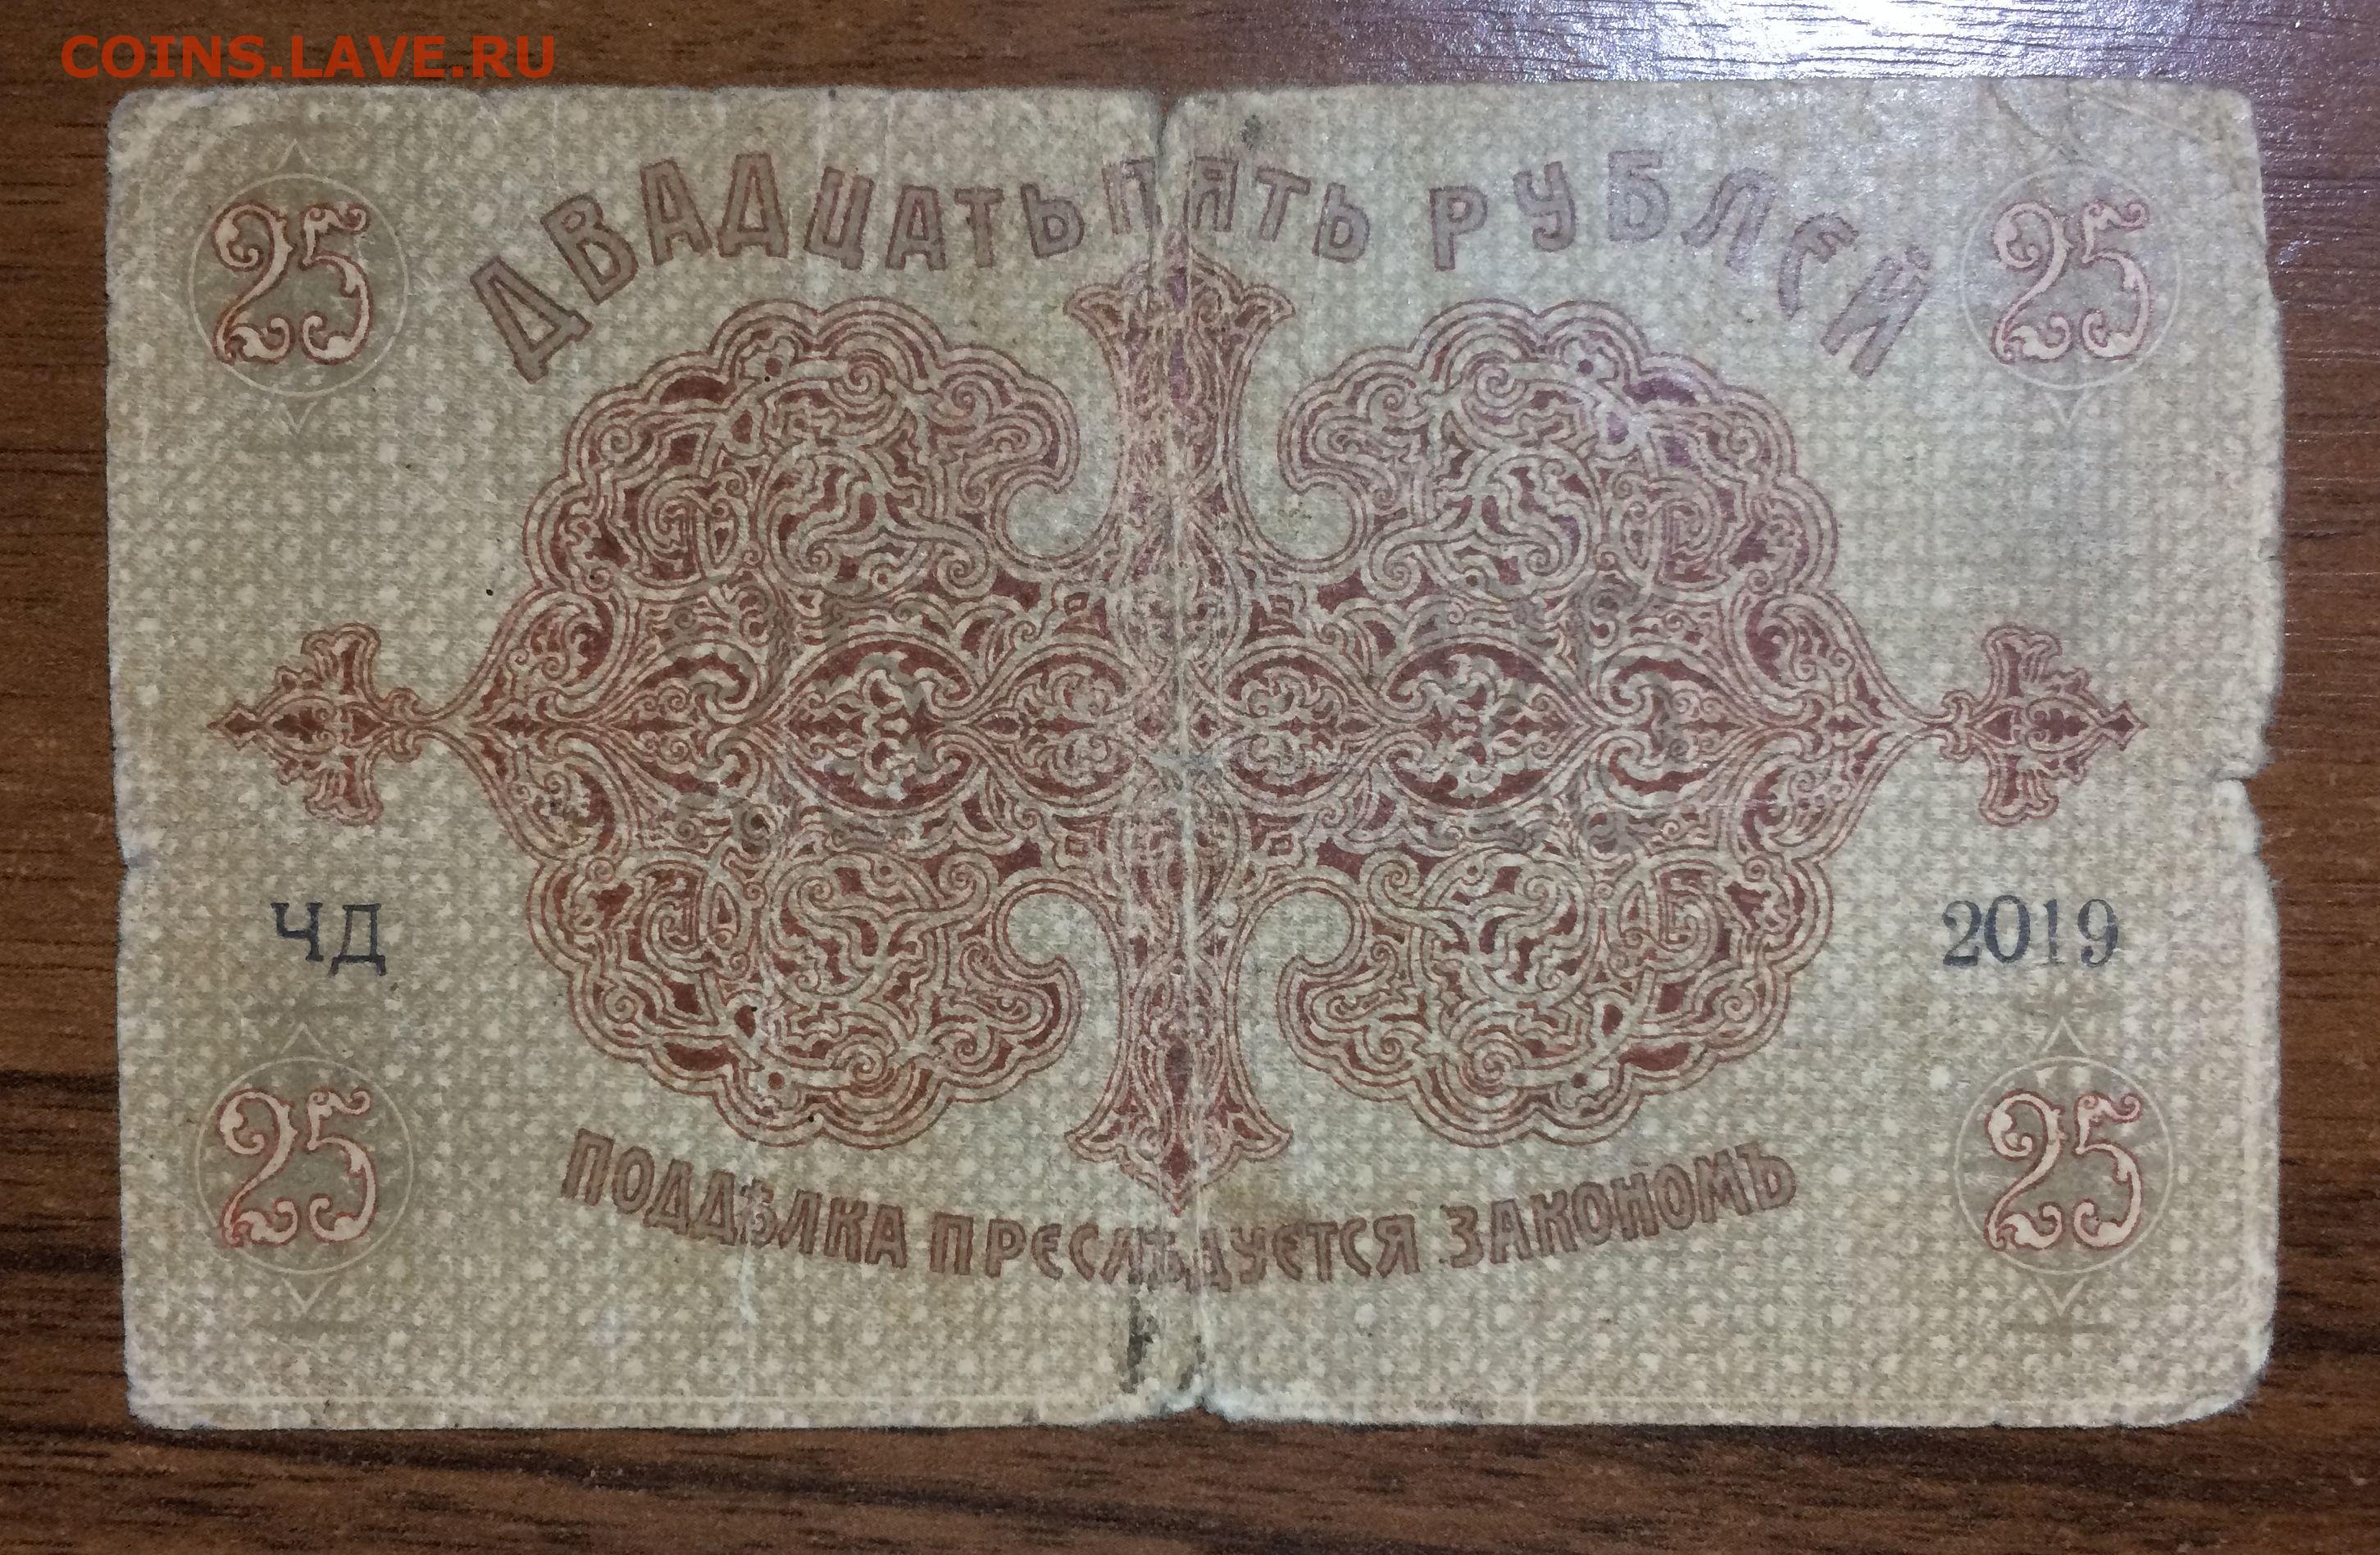 COINS.LAVE.RU
25 ДВАДЦАТЬ ПЯТЬ РУБЛЕЙ 25
ЧД 2019
25 ПОДДѢЛКА ПРЕСЛѢДУЕТСЯ ЗАКОНОМЪ 25